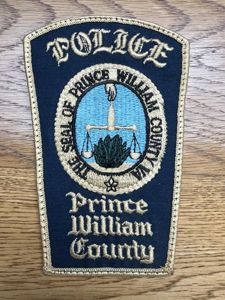 POLICE
THE SEAL OF PRINCE WILLIAM COUNTY VA
Prince
William
County